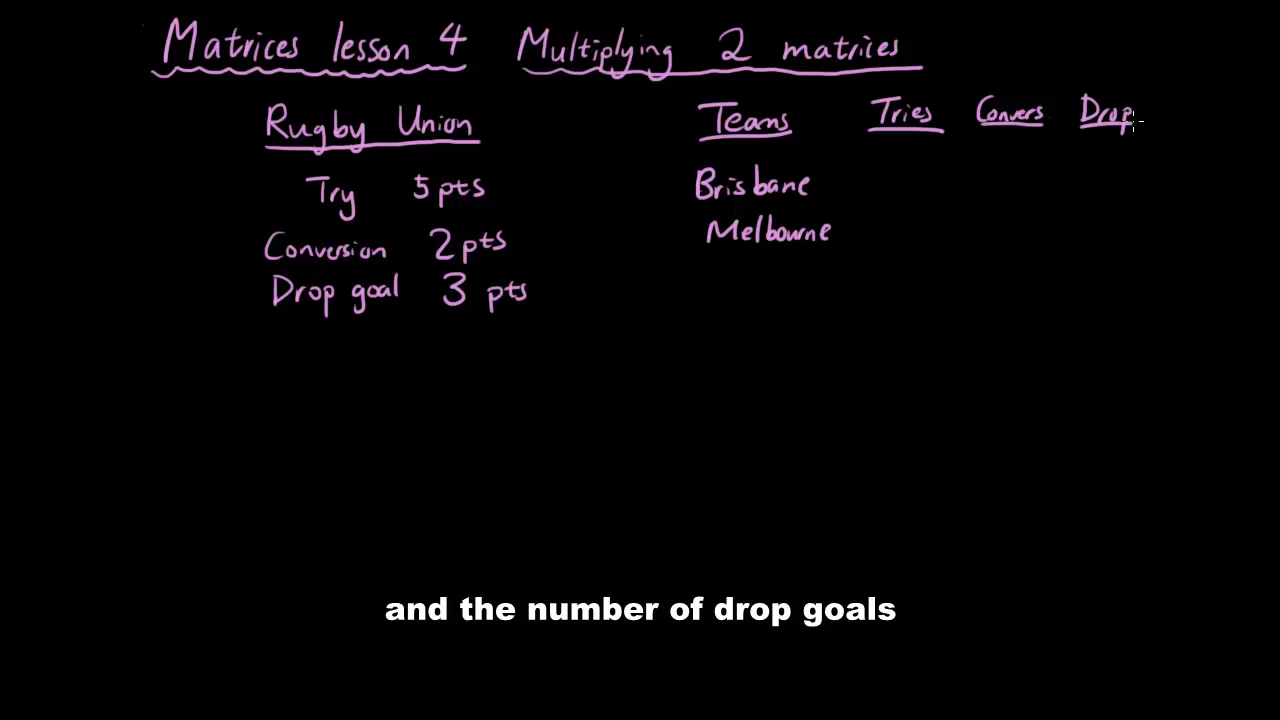 Matrices lesson 4 Multiplying 2 matrices
Rugby Union
Try 5 pts
Conversion 2 pts
Drop goal 3 pts
Teams Tries Convers Drop
Brisbane
Melbourne
and the number of drop goals